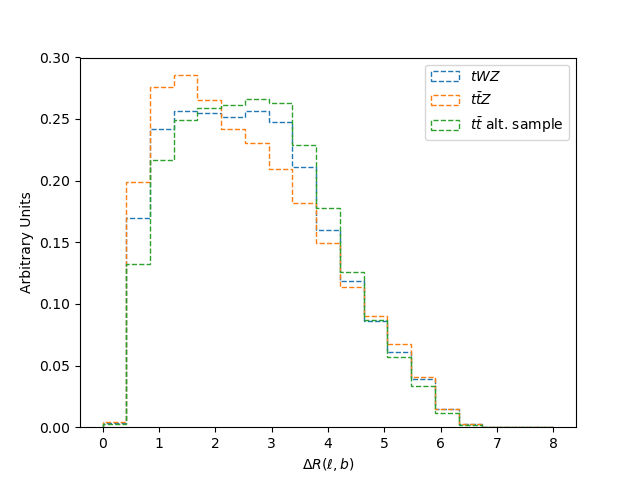 0.30
0.25
0.20
0.15
0.10
0.05
0.00
Arbitrary Units
tWZ
tt̄Z
tt̄ alt. sample
0 1 2 3 4 5 6 7 8
ΔR(ℓ, b)